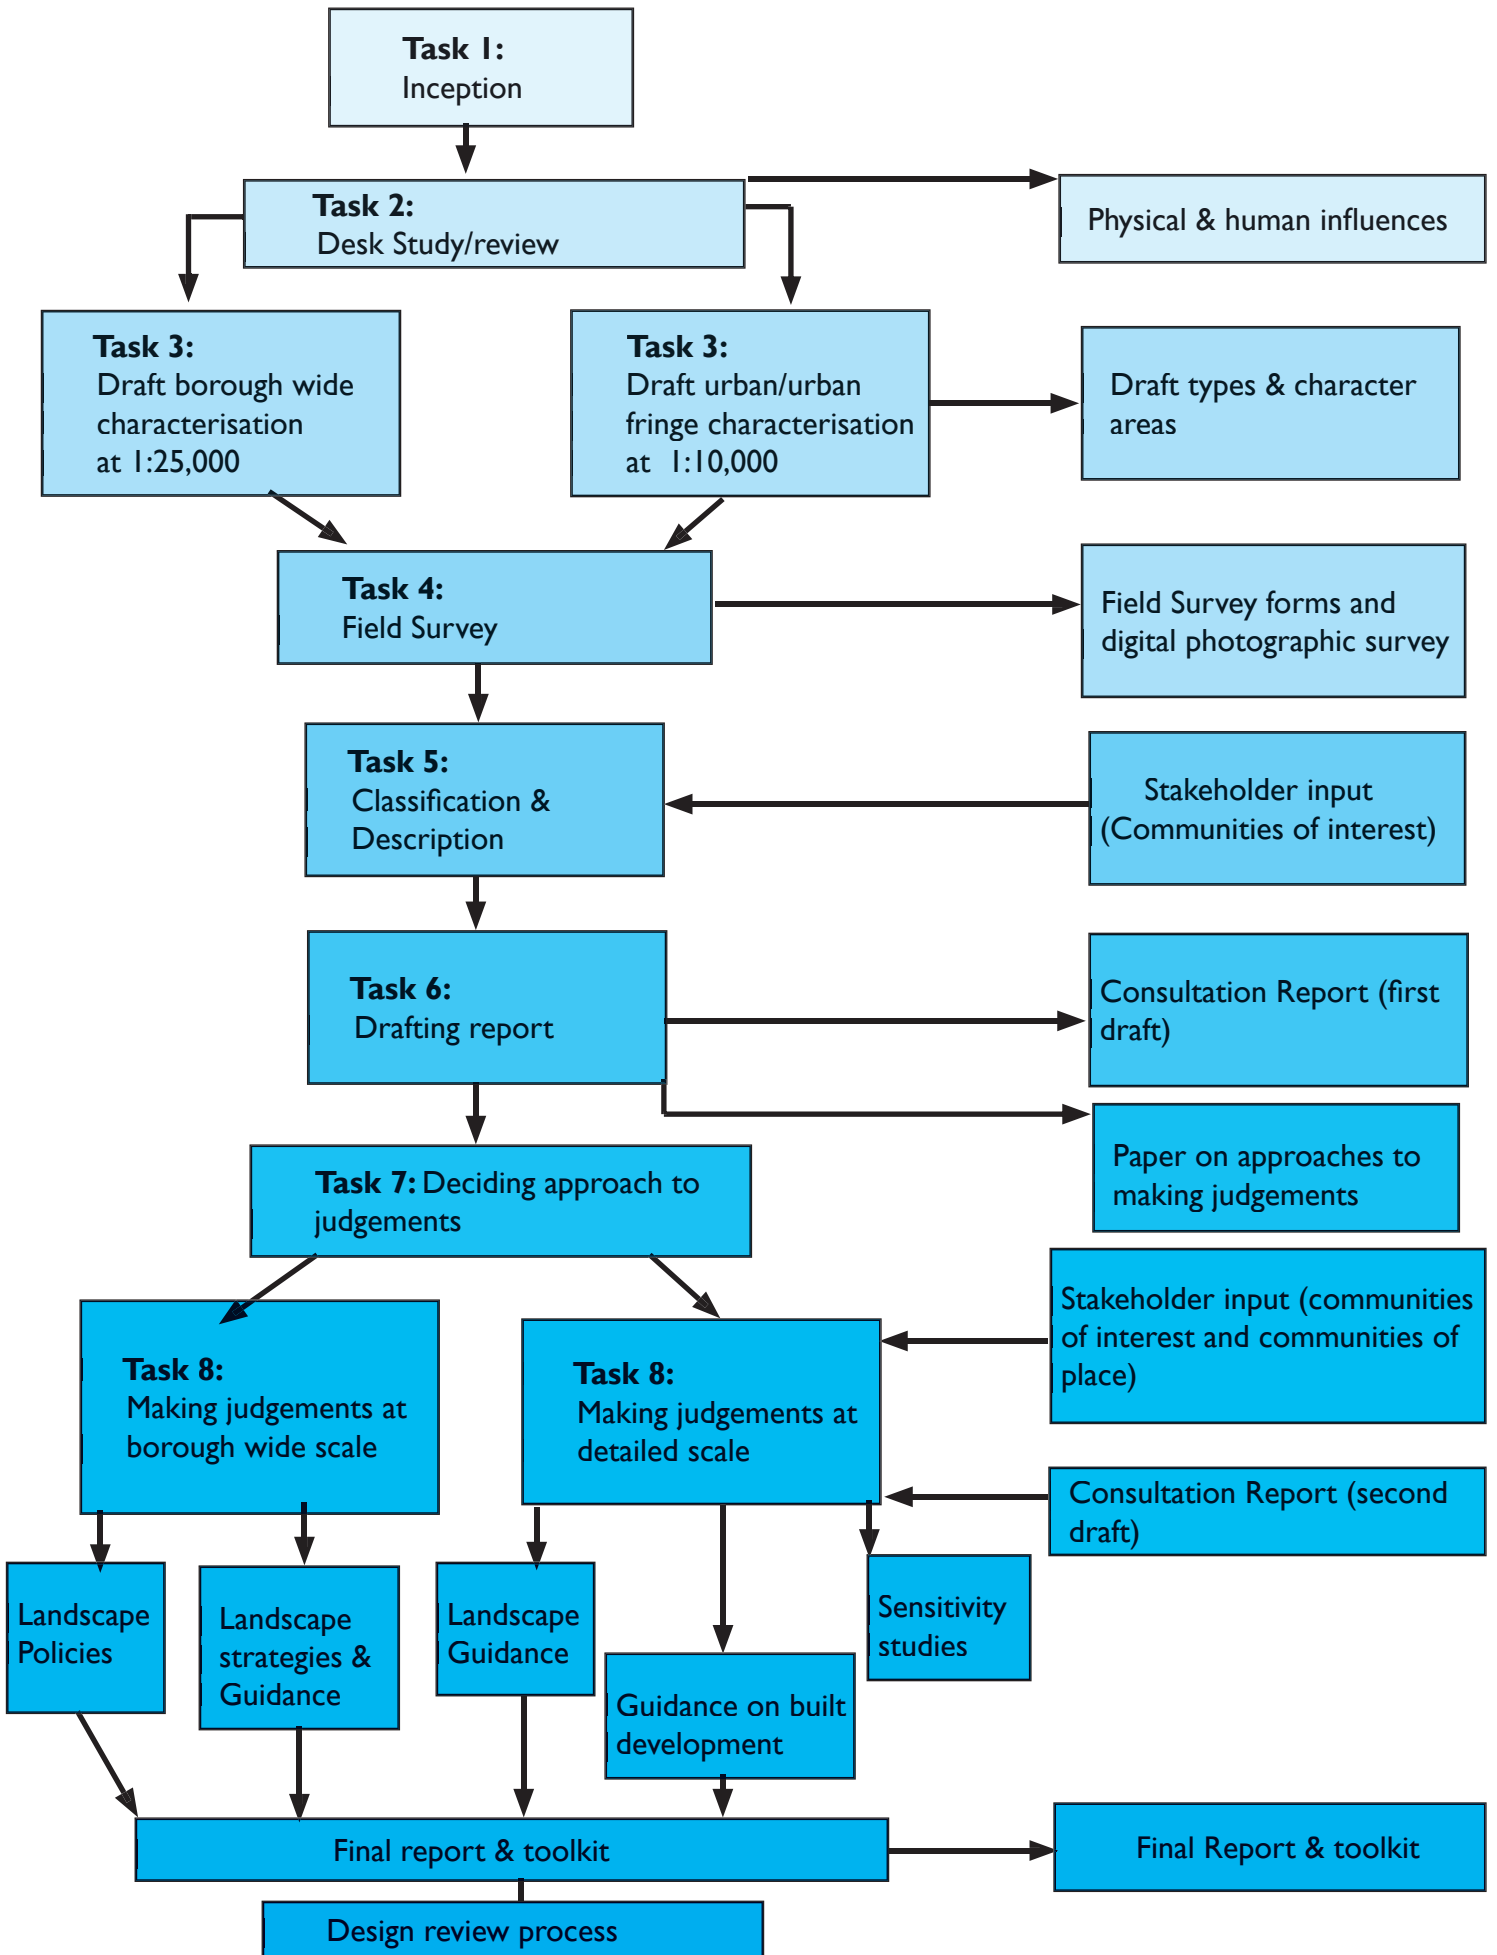 Task 1:
Inception
Task 2:
Desk Study/review
Physical & human influences
Task 3:
Draft borough wide
characterisation
at 1:25,000
Task 3:
Draft urban/urban
fringe characterisation
at 1:10,000
Draft types & character
areas
Task 4:
Field Survey
Field Survey forms and
digital photographic survey
Task 5:
Classification &
Description
Stakeholder input
(Communities of interest)
Task 6:
Drafting report
Consultation Report (first
draft)
Paper on approaches to
making judgements
Task 7: Deciding approach to
judgements
Stakeholder input (communities
of interest and communities of
place)
Task 8:
Making judgements at
borough wide scale
Task 8:
Making judgements at
detailed scale
Consultation Report (second
draft)
Landscape
Policies
Landscape
strategies &
Guidance
Landscape
Guidance
Guidance on built
development
Sensitivity
studies
Final report & toolkit
Final Report & toolkit
Design review process